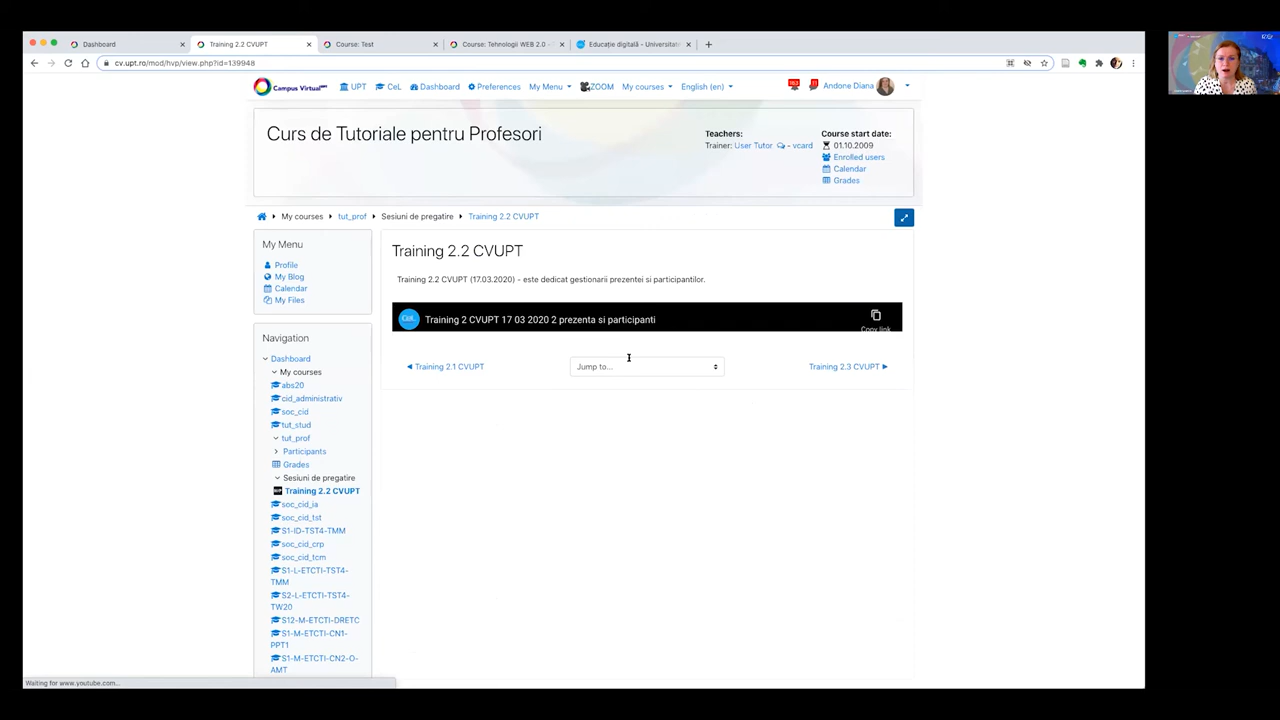 Dashboard
Training 2.2 CVUPT
Course: Test
Course: Tehnologii WEB 2.0 -
Educație digitală - Universitate
cv.upt.ro/mod/hvp/view.php?id=139948
Campus Virtual
UPT
CeL
Dashboard
Preferences
My Menu
ZOOM
My courses
English (en)
Andone Diana
Curs de Tutoriale pentru Profesori
Teachers:
Trainer: User Tutor - vcard
Course start date:
01.10.2009
Enrolled users
Calendar
Grades
My courses
tut_prof
Sesiuni de pregatire
Training 2.2 CVUPT
My Menu
Profile
My Blog
Calendar
My Files
Navigation
Dashboard
My courses
abs20
cid_administrativ
soc_cid
tut_stud
tut_prof
Participants
Grades
Sesiuni de pregatire
Training 2.2 CVUPT
soc_cid_ia
soc_cid_tst
S1-ID-TST4-TMM
soc_cid_crp
soc_cid_tcm
S1-L-ETCTI-TST4-
TMM
S2-L-ETCTI-TST4-
TW20
S12-M-ETCTI-DRETC
S1-M-ETCTI-CN1-
PPT1
S1-M-ETCTI-CN2-O-
AMT
Training 2.2 CVUPT
Training 2.2 CVUPT (17.03.2020) - este dedicat gestionarii prezentei si participantilor.
CeL
Training 2 CVUPT 17 03 2020 2 prezenta si participanti
Copy link
◄ Training 2.1 CVUPT
Jump to...
Training 2.3 CVUPT ►
Waiting for www.youtube.com...